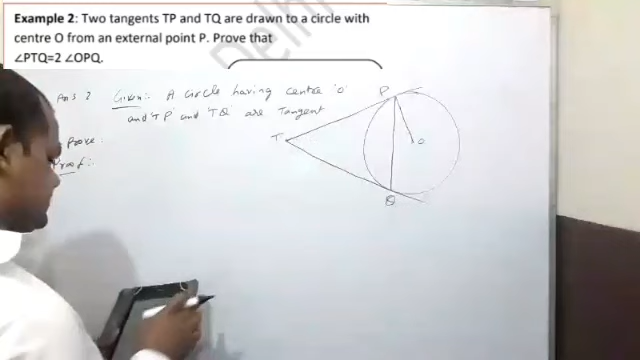 Example 2: Two tangents TP and TQ are drawn to a circle with
centre O from an external point P. Prove that
∠PTQ=2 ∠OPQ.
Delhi
Ans 2 Given:- A circle having centre 'O'
and TP and TQ are Tangent
Prove:
Proof:-
P
T
O
Q